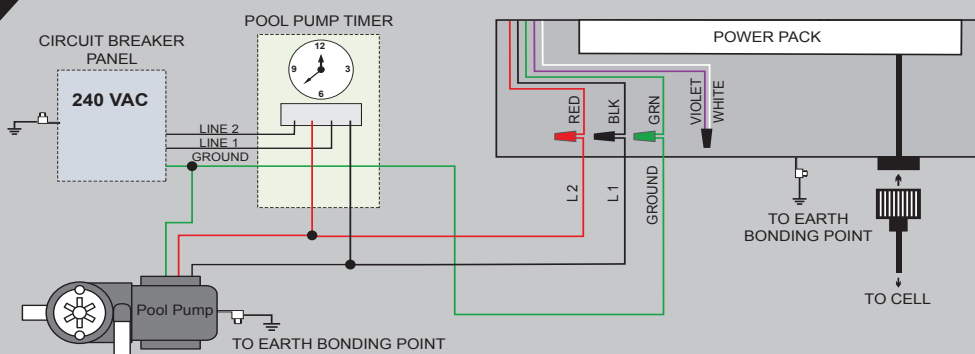 POOL PUMP TIMER
CIRCUIT BREAKER
PANEL
240 VAC
12
9
3
6
LINE 2
LINE 1
GROUND
POWER PACK
RED
BLK
GRN
VIOLET
WHITE
L 2
L 1
GROUND
TO EARTH
BONDING POINT
TO CELL
Pool Pump
TO EARTH BONDING POINT